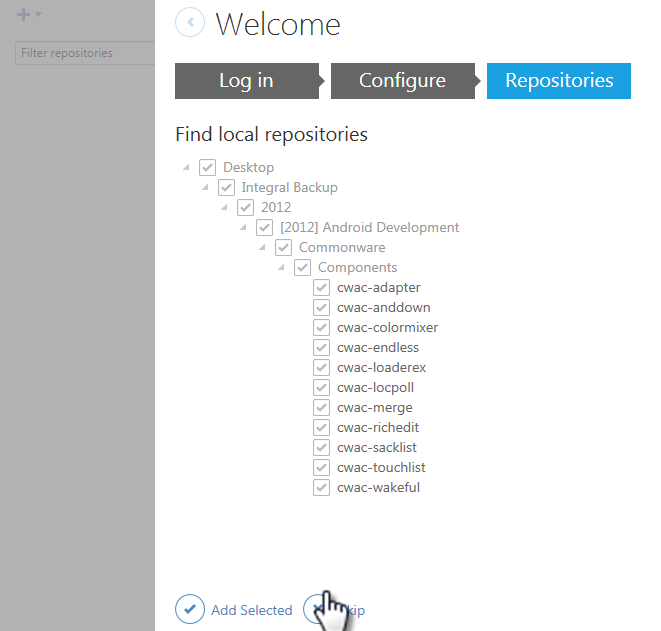 Filter repositories
Welcome
Log in
Configure
Repositories
Find local repositories
Desktop
Integral Backup
2012
[2012] Android Development
Commonware
Components
cwac-adapter
cwac-anddown
cwac-colormixer
cwac-endless
cwac-loaderex
cwac-locpoll
cwac-merge
cwac-richedit
cwac-sacklist
cwac-touchlist
cwac-wakeful
Add Selected